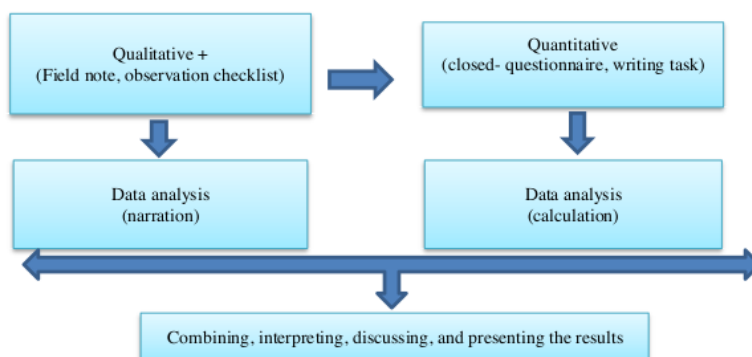 Qualitative +
(Field note, observation checklist)
Quantitative
(closed- questionnaire, writing task)
Data analysis
(narration)
Data analysis
(calculation)
Combining, interpreting, discussing, and presenting the results